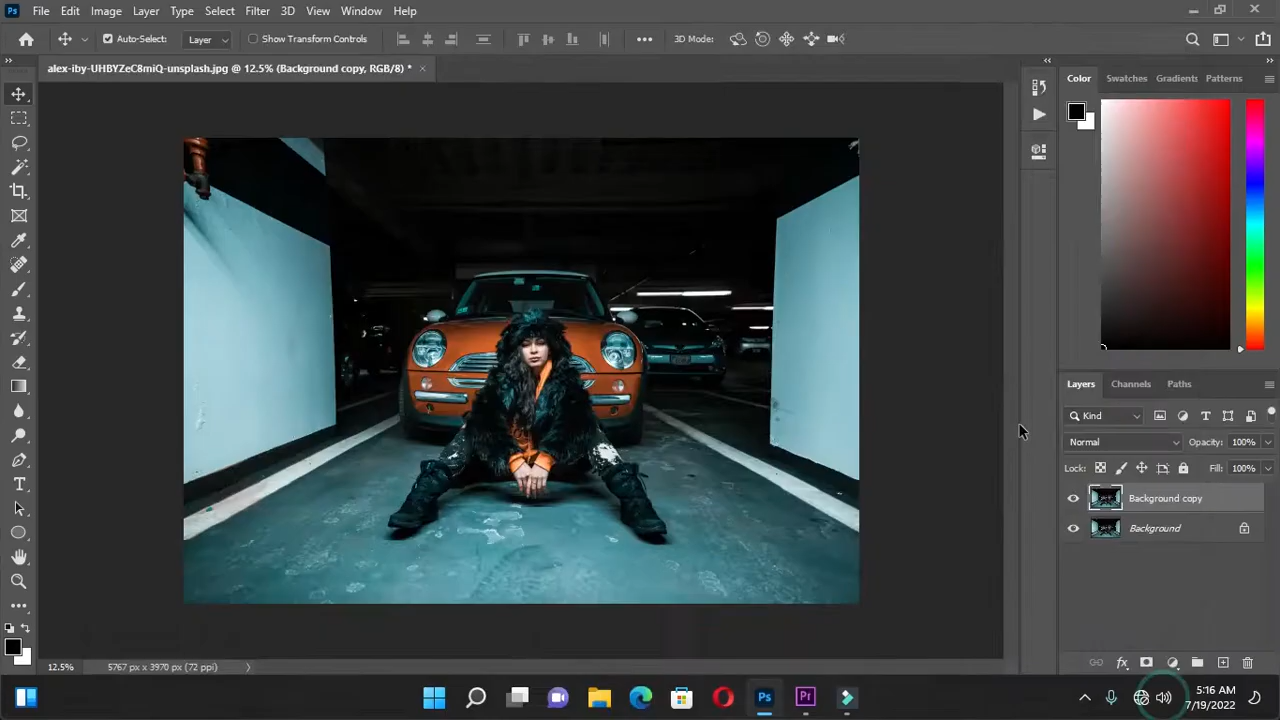 Ps File Edit Image Layer Type Select Filter 3D View Window Help
Auto-Select: Layer Show Transform Controls 3D Mode:
alex-iby-UHBYZeC8miQ-unsplash.jpg @ 12.5% (Background copy, RGB/8) *
Color Swatches Gradients Patterns
Layers Channels Paths
Kind
Normal Opacity: 100%
Lock: Fill: 100%
Background copy
Background
12.5% 5767 px x 3970 px (72 ppi)
Ps Pr
5:16 AM
7/19/2022